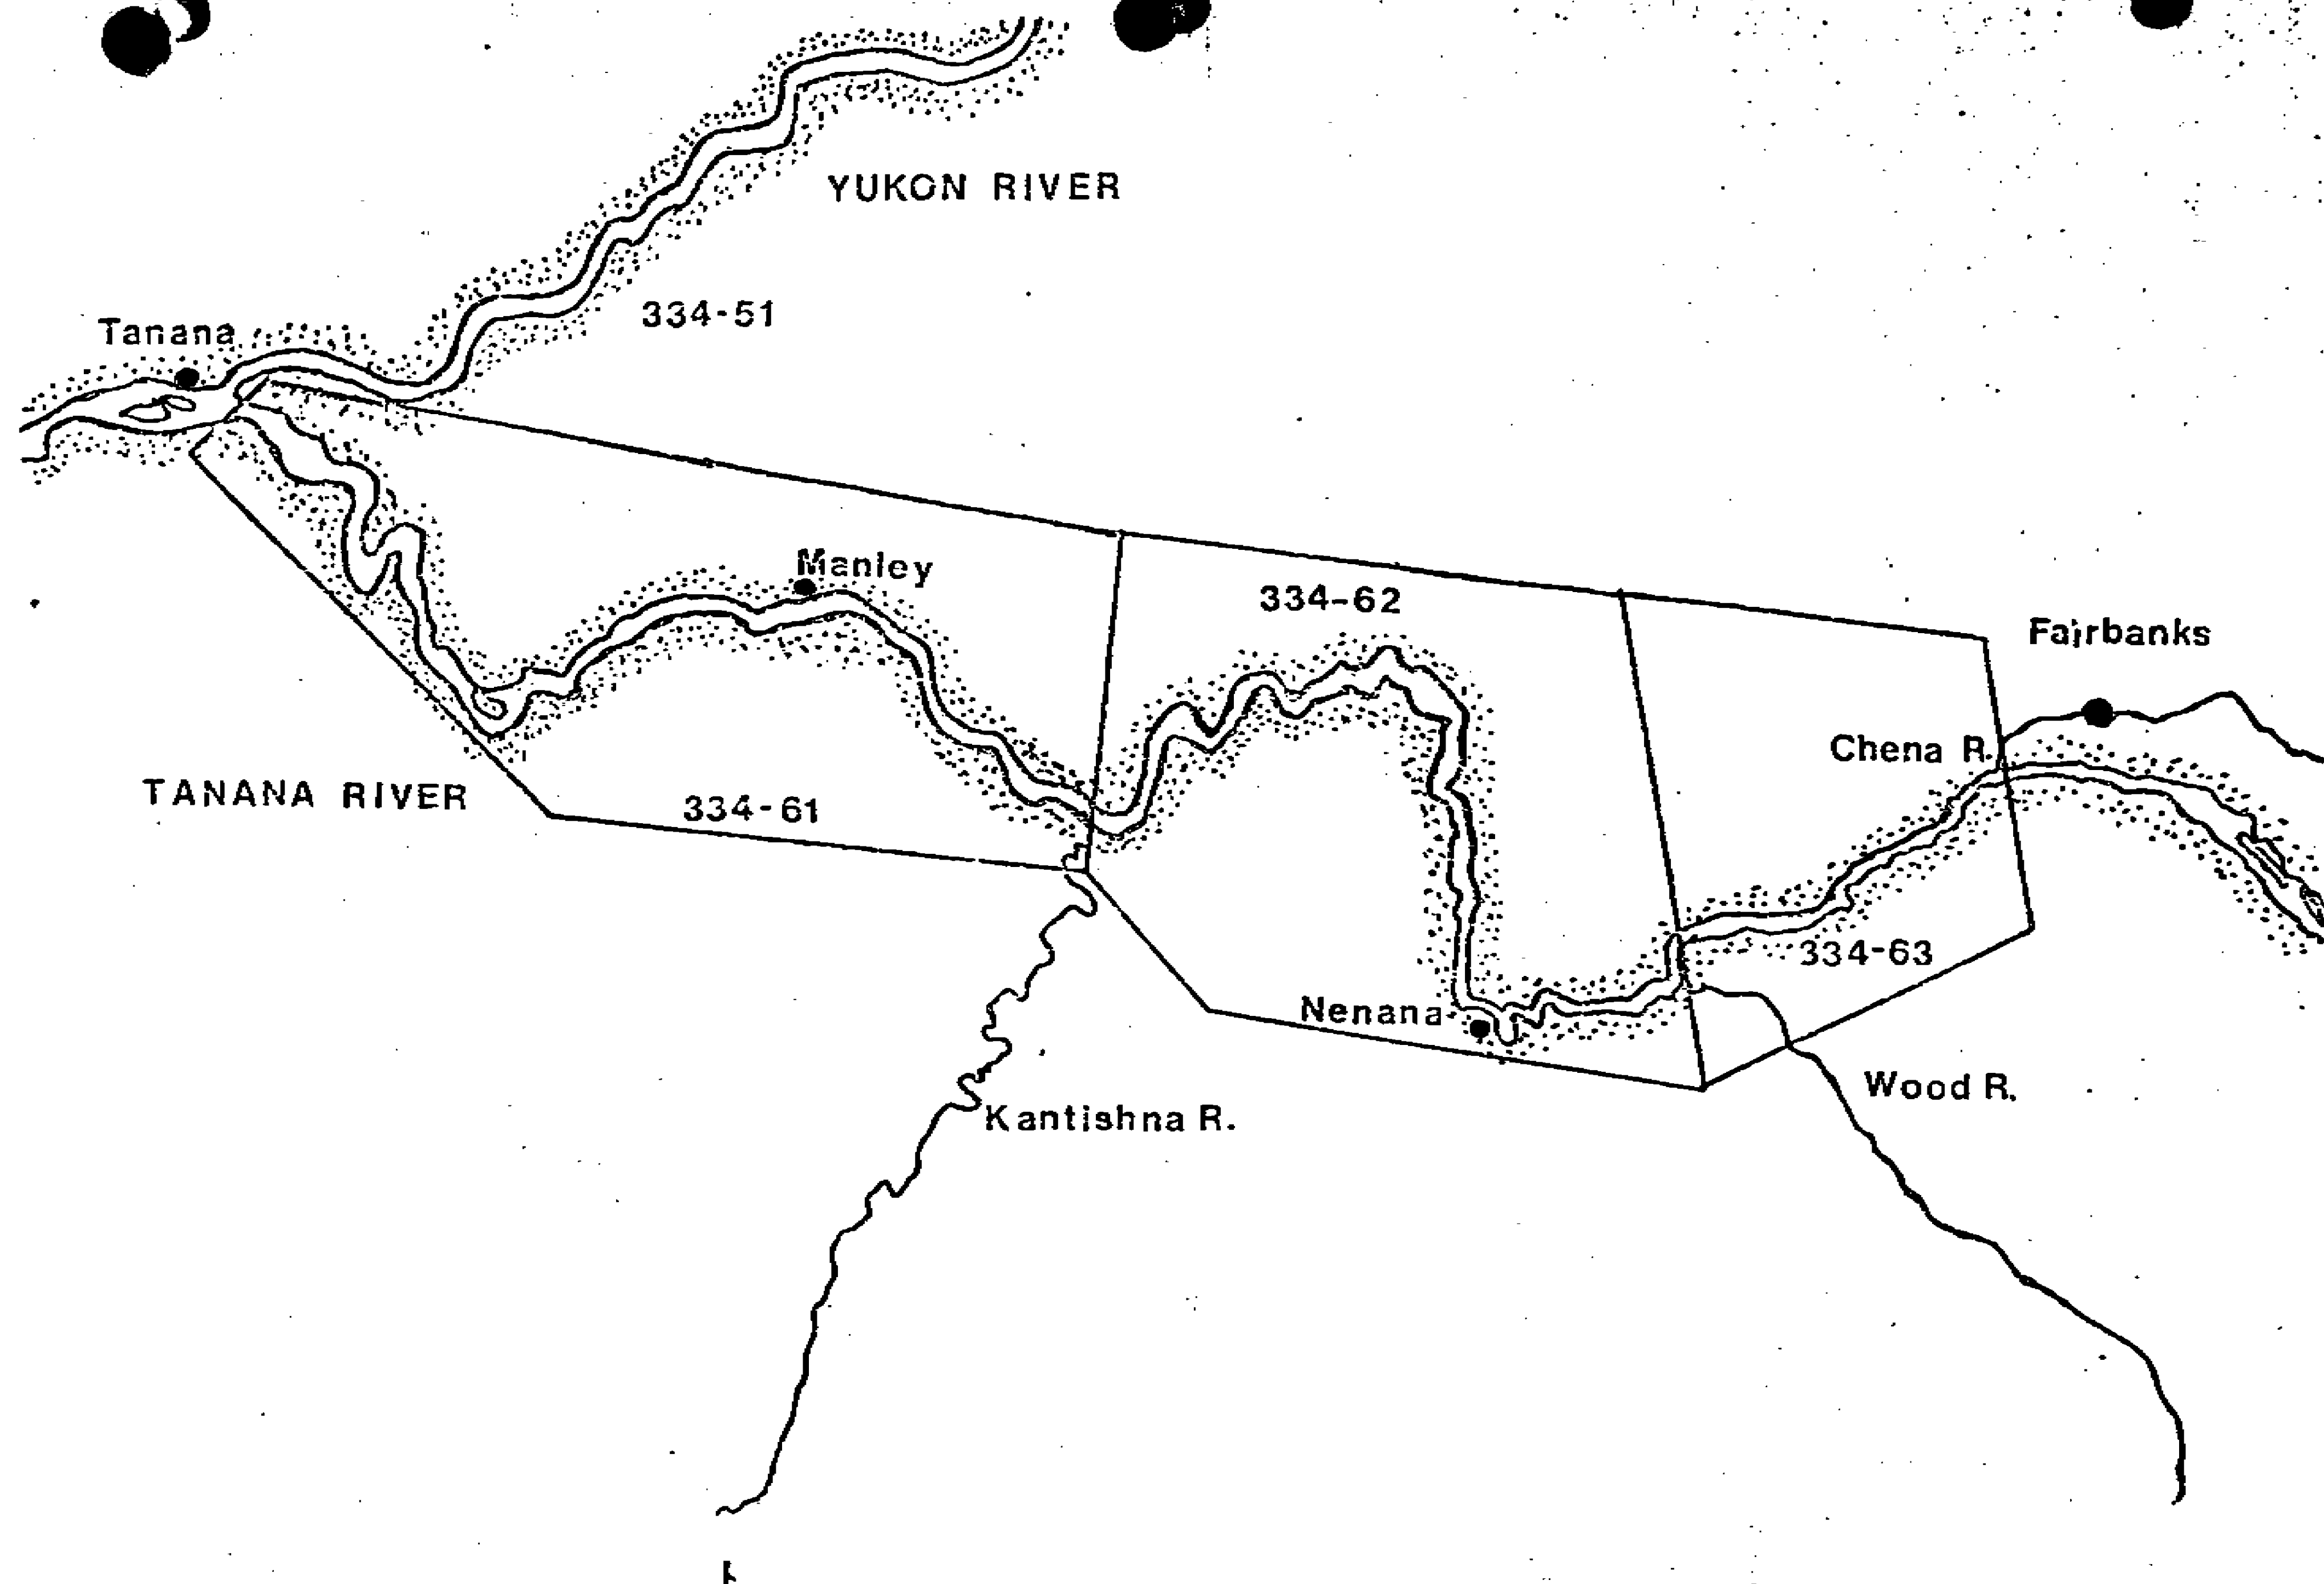 YUKON RIVER
334-51
Tanana
Manley
334-62
Fairbanks
Chena R.
TANANA RIVER
334-61
334-63
Nenana
Wood R.
Kantishna R.